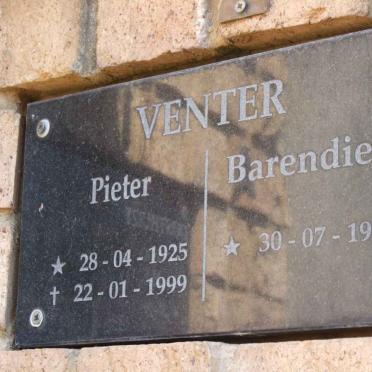 VENTER
Pieter
★ 28 - 04 - 1925
✝ 22 - 01 - 1999
Barendie
★ 30 - 07 - 19